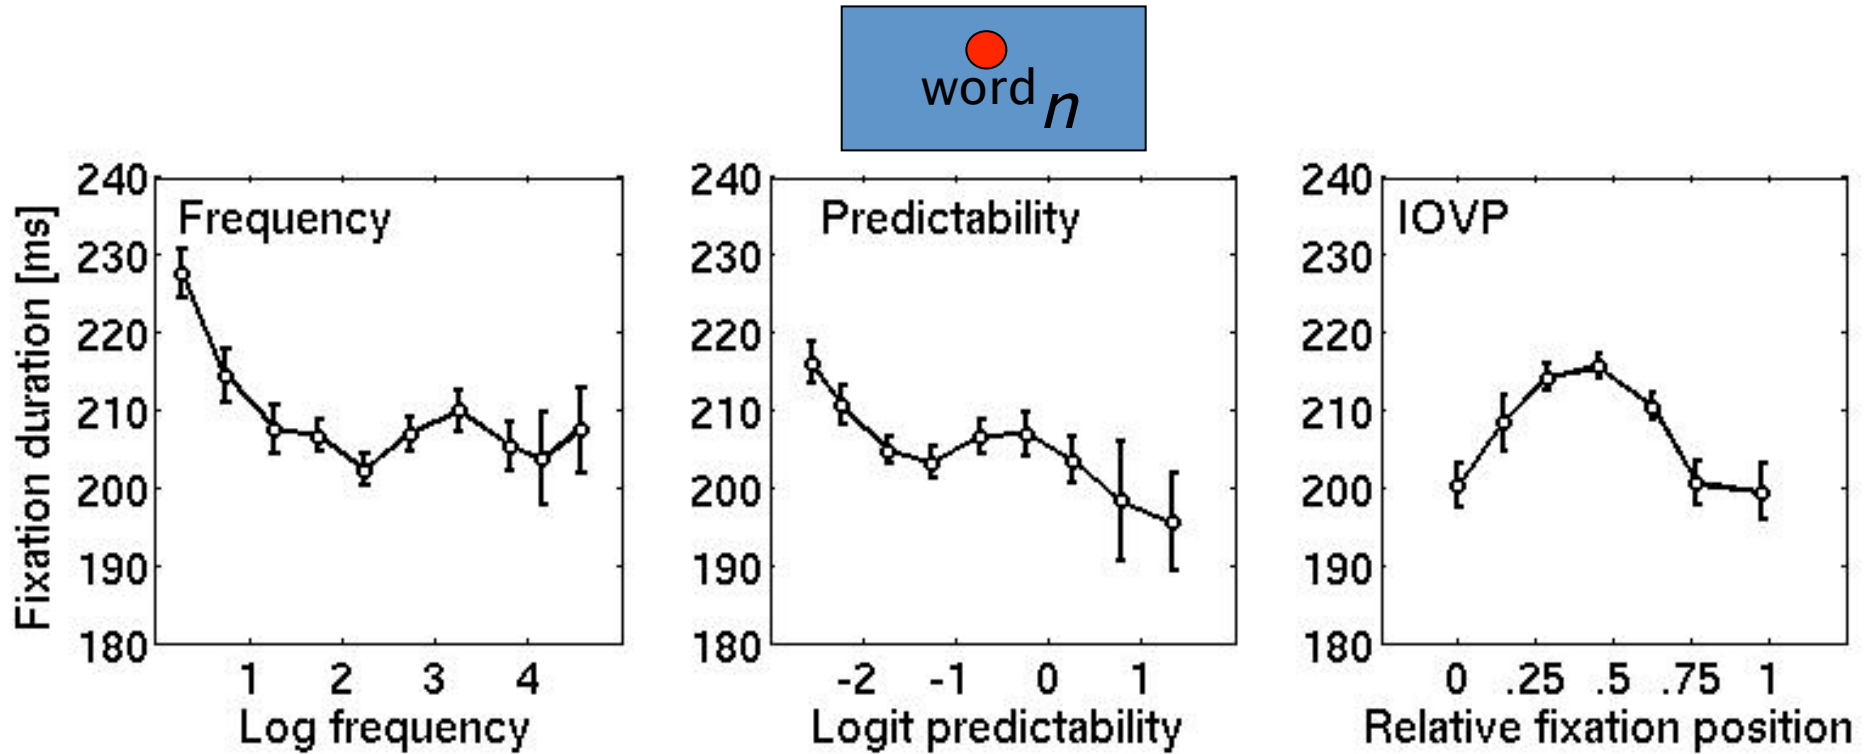 word n
Fixation duration [ms]
Frequency
240
230
220
210
200
190
180
1 2 3 4
Log frequency
Predictability
240
230
220
210
200
190
180
-2 -1 0 1
Logit predictability
IOVP
240
230
220
210
200
190
180
0 .25 .5 .75 1
Relative fixation position